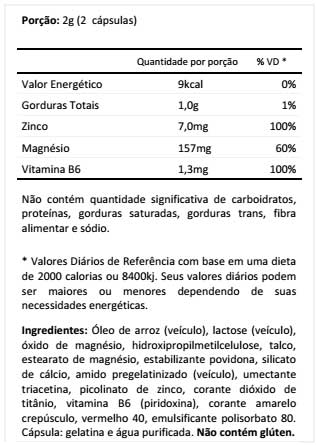 Porção: 2g (2 cápsulas)
Quantidade por porção % VD *
Valor Energético 9kcal 0%
Gorduras Totais 1,0g 1%
Zinco 7,0mg 100%
Magnésio 157mg 60%
Vitamina B6 1,3mg 100%
Não contém quantidade significativa de carboidratos,
proteínas, gorduras saturadas, gorduras trans, fibra
alimentar e sódio.
* Valores Diários de Referência com base em uma dieta
de 2000 calorias ou 8400kj. Seus valores diários podem
ser maiores ou menores dependendo de suas
necessidades energéticas.
Ingredientes: Óleo de arroz (veículo), lactose (veículo),
óxido de magnésio, hidroxipropilmetilcelulose, talco,
estearato de magnésio, estabilizante povidona, silicato
de cálcio, amido pregelatinizado (veículo), umectante
triacetina, picolinato de zinco, corante dióxido de
titânio, vitamina B6 (piridoxina), corante amarelo
crepúsculo, vermelho 40, emulsificante polisorbato 80.
Cápsula: gelatina e água purificada. Não contém glúten.